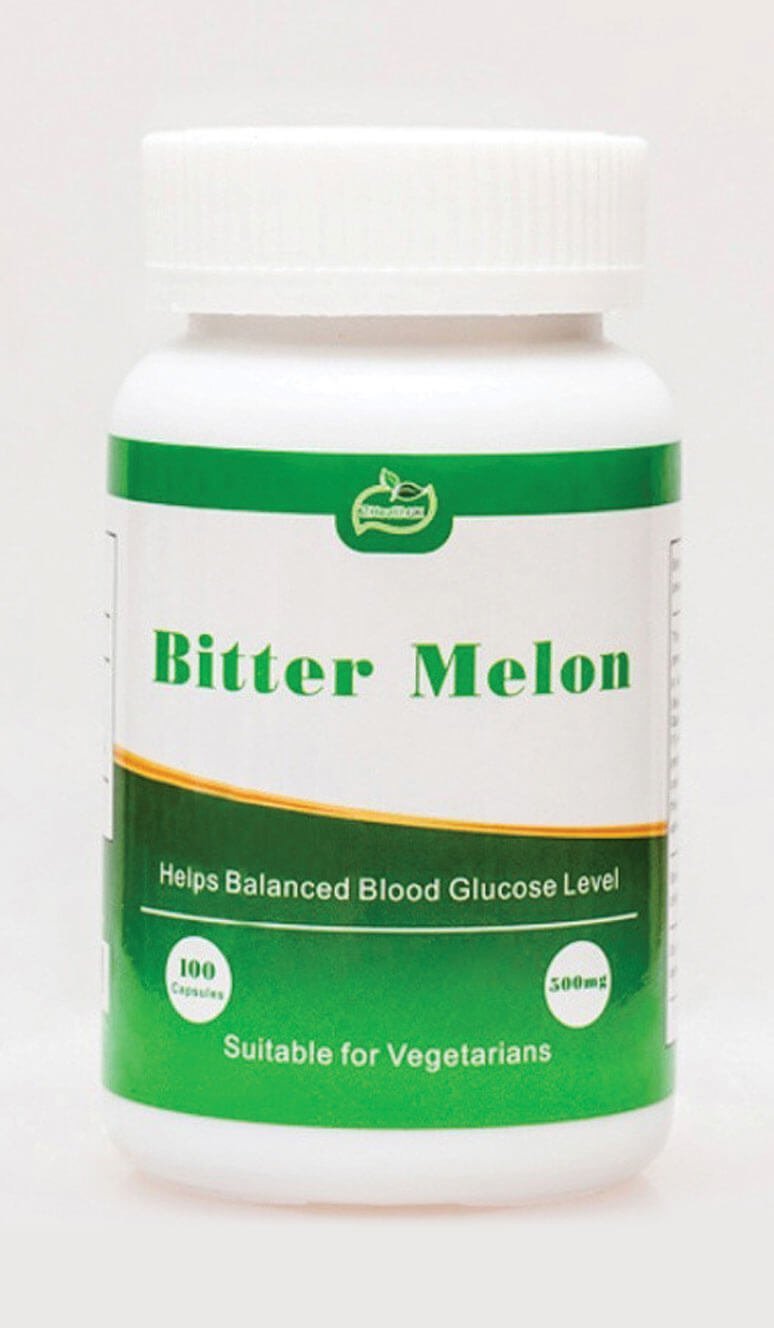 Bitter Melon
Helps Balanced Blood Glucose Level
100
Capsules
500mg
Suitable for Vegetarians